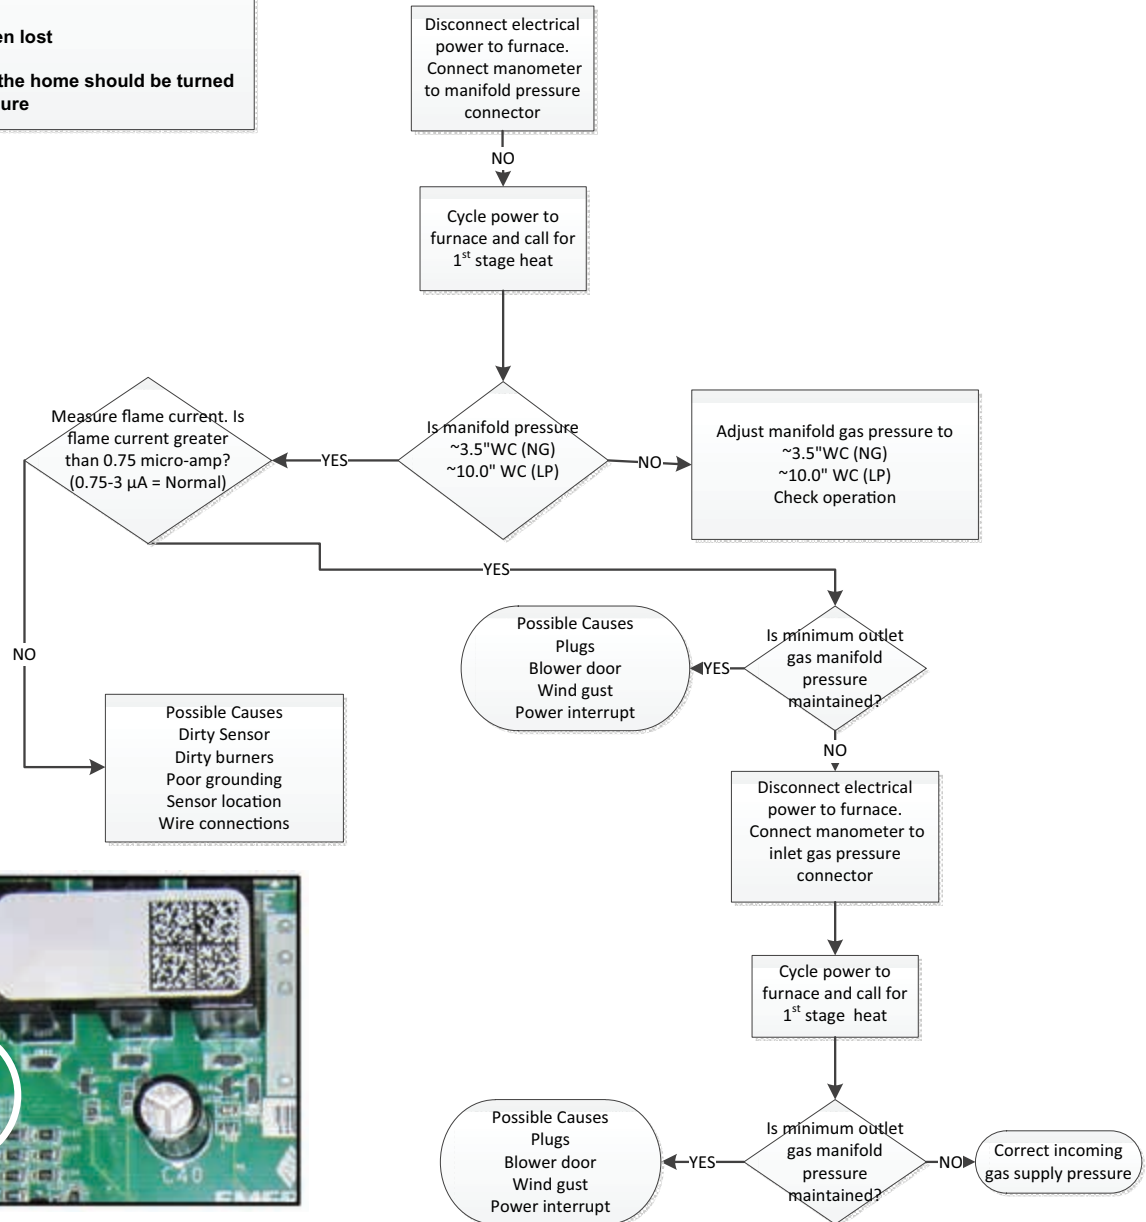 en lost
the home should be turned
ure
Disconnect electrical
power to furnace.
Connect manometer
to manifold pressure
connector
NO
Cycle power to
furnace and call for
1st stage heat
Is manifold pressure
~3.5"WC (NG)
~10.0" WC (LP)
YES
NO
Measure flame current. Is
flame current greater
than 0.75 micro-amp?
(0.75-3 µA = Normal)
Adjust manifold gas pressure to
~3.5"WC (NG)
~10.0" WC (LP)
Check operation
YES
NO
Possible Causes
Dirty Sensor
Dirty burners
Poor grounding
Sensor location
Wire connections
Is minimum outlet
gas manifold
pressure
maintained?
YES
Possible Causes
Plugs
Blower door
Wind gust
Power interrupt
NO
Disconnect electrical
power to furnace.
Connect manometer to
inlet gas pressure
connector
Cycle power to
furnace and call for
1st stage heat
Is minimum outlet
gas manifold
pressure
maintained?
YES
Possible Causes
Plugs
Blower door
Wind gust
Power interrupt
NO
Correct incoming
gas supply pressure
C40
EMER